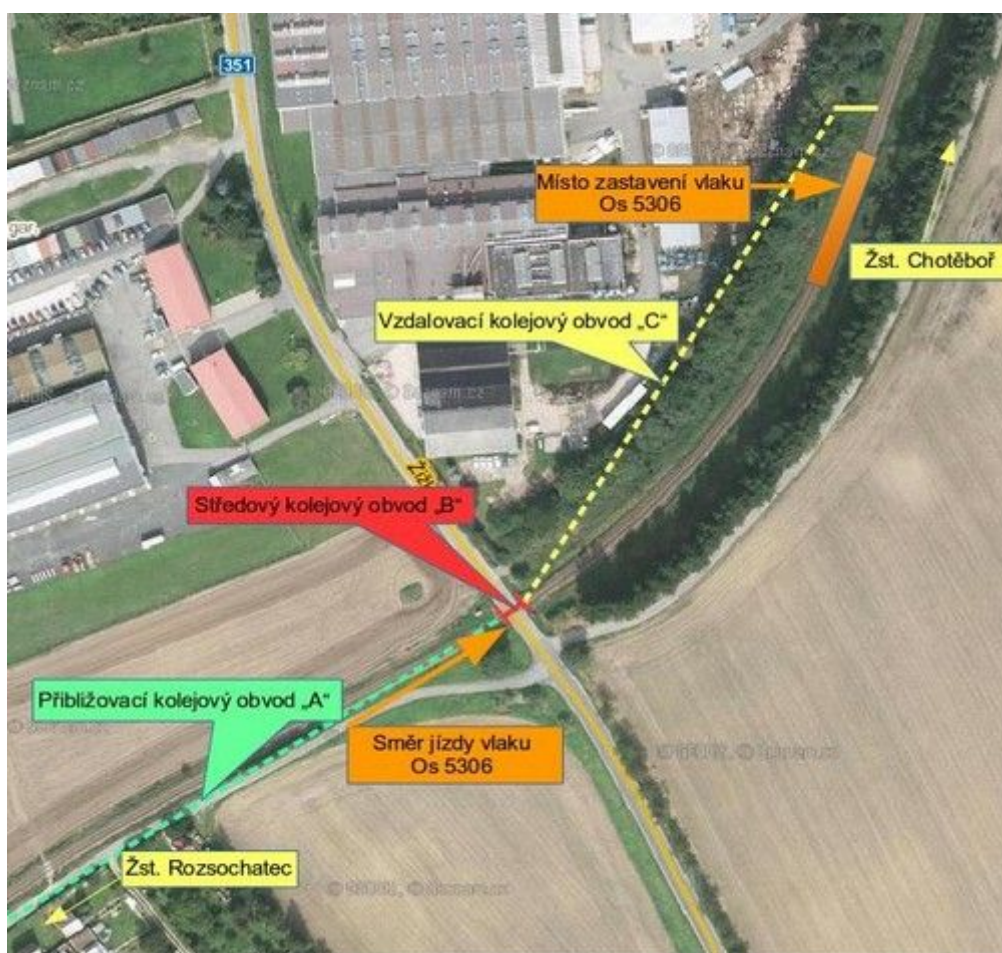 351
Místo zastavení vlaku
Os 5306
Žst. Chotěboř
Vzdalovací kolejový obvod „C“
Středový kolejový obvod „B“
Přibližovací kolejový obvod „A“
Směr jízdy vlaku
Os 5306
Žst. Rozsochatec